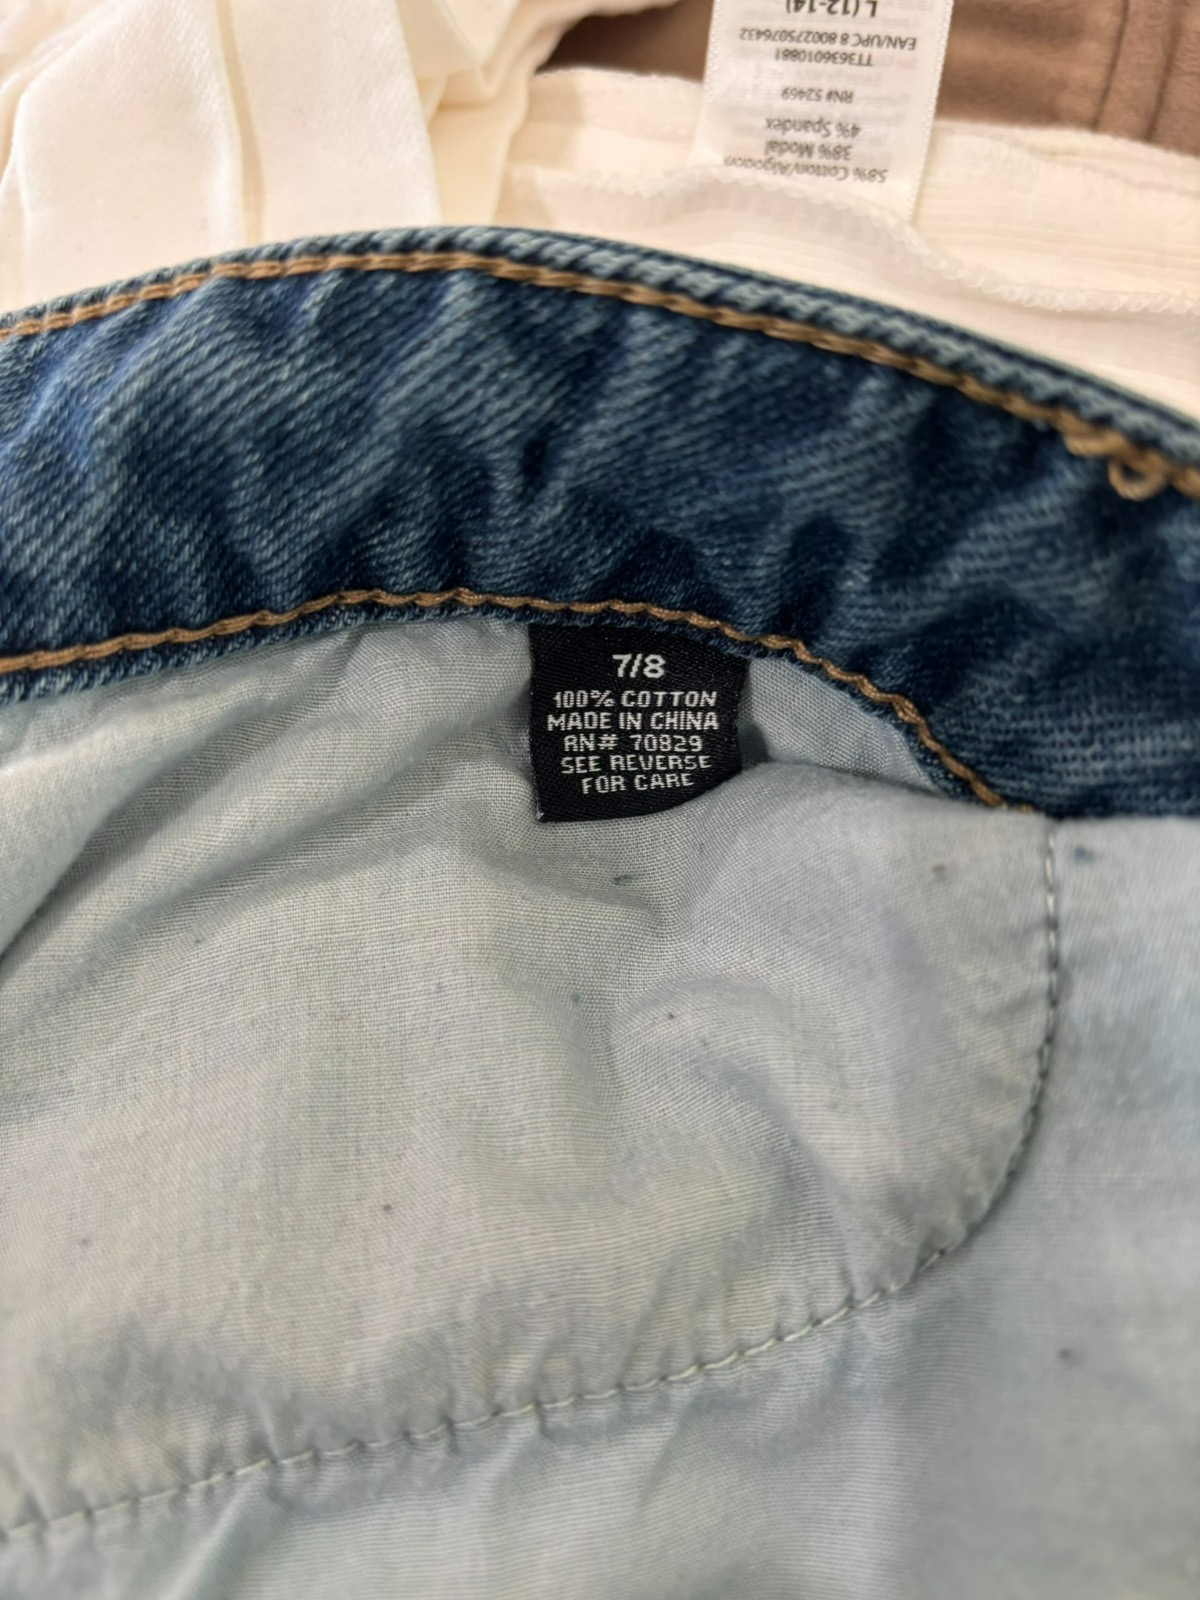 L (12-14)
EAN/UPC 8 800275076432
TT3636010881
RN# 52469
4% Spandex
38% Modal
58% Cotton/Algodon
7/8
100% COTTON
MADE IN CHINA
RN# 70829
SEE REVERSE
FOR CARE